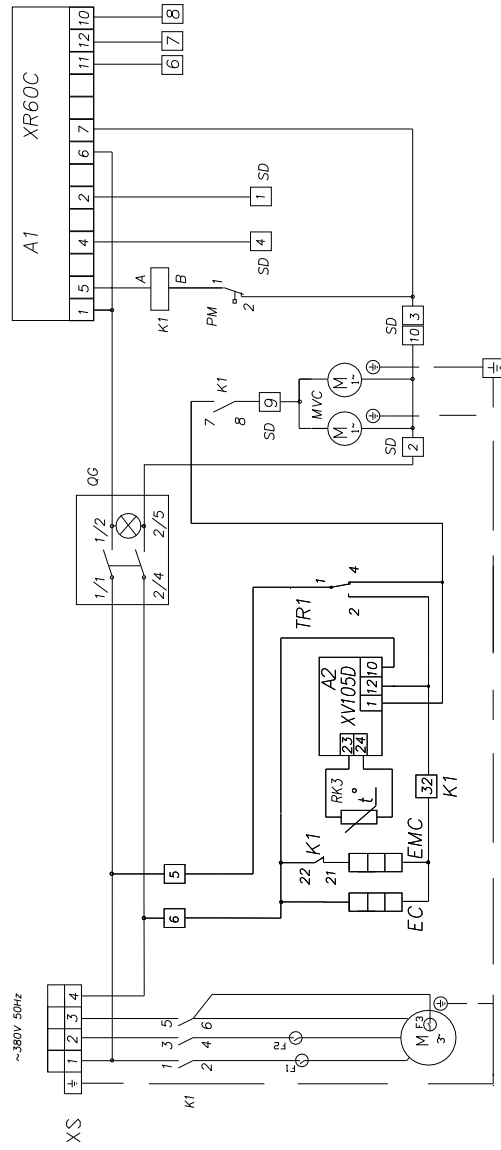 8
7
6
10
12
11
7
6
2
4
5
1
XR60C
A1
1
SD
4
SD
A
B
K1
1
2
PM
SD
10 3
K1
7
8
9
SD
MVC
M
1~
M
1~
SD
2
QG
1/1
1/2
2/4
2/5
TR1
1
2
4
A2
XV105D
1 12 10
23
24
RK3
t°
32
K1
K1
22
21
EMC
EC
5
6
~380V 50Hz
XS
1
2
3
4
1
2
3
4
5
6
K1
F1
F2
F3
M
3~